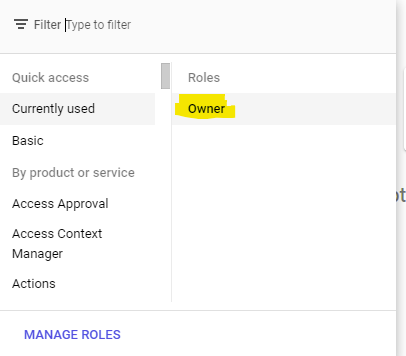 Filter Type to filter
Quick access
Roles
Currently used
Owner
Basic
By product or service
Access Approval
Access Context
Manager
Actions
MANAGE ROLES